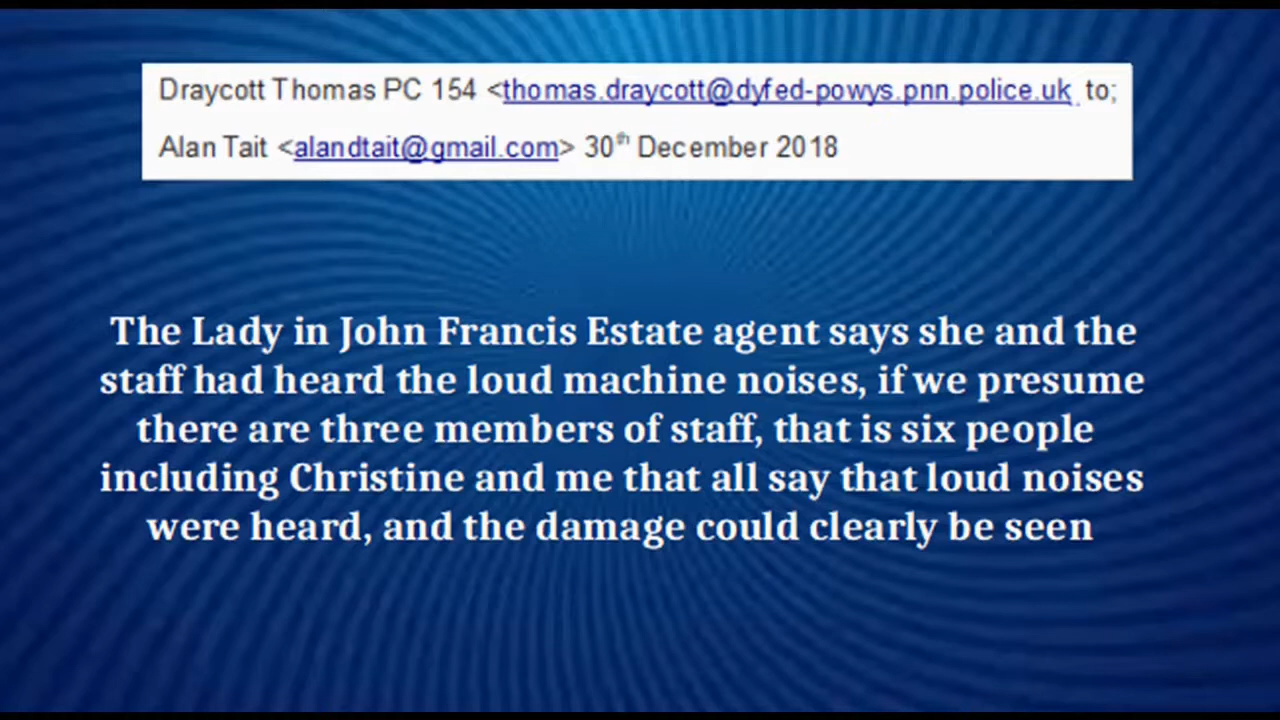 Draycott Thomas PC 154 <thomas.draycott@dyfed-powys.pnn.police.uk to;
Alan Tait <alandtait@gmail.com> 30th December 2018
The Lady in John Francis Estate agent says she and the
staff had heard the loud machine noises, if we presume
there are three members of staff, that is six people
including Christine and me that all say that loud noises
were heard, and the damage could clearly be seen